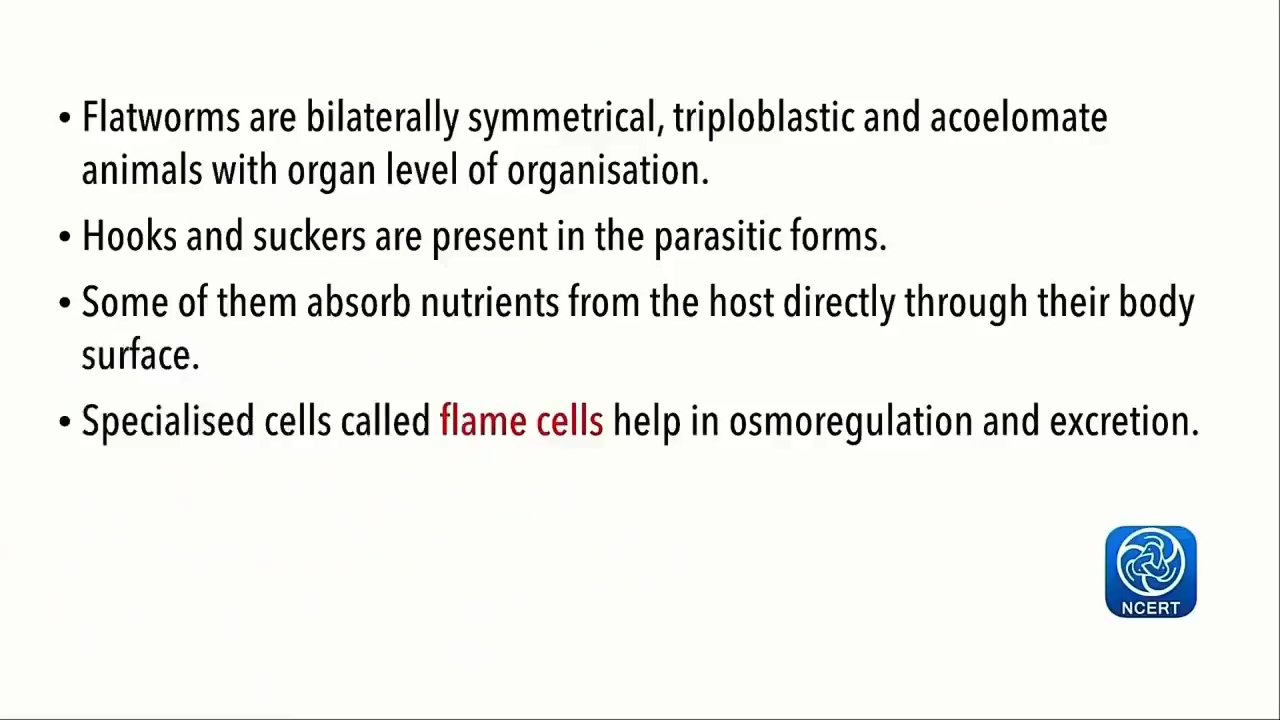 • Flatworms are bilaterally symmetrical, triploblastic and acoelomate
animals with organ level of organisation.
• Hooks and suckers are present in the parasitic forms.
• Some of them absorb nutrients from the host directly through their body
surface.
• Specialised cells called flame cells help in osmoregulation and excretion.
NCERT